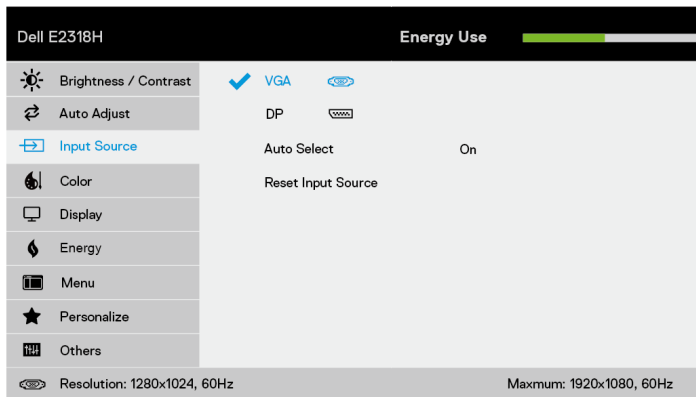 Dell E2318H Energy Use
Brightness / Contrast VGA
Auto Adjust DP
Input Source Auto Select On
Color Reset Input Source
Display
Energy
Menu
Personalize
Others
Resolution: 1280x1024, 60Hz Maxmum: 1920x1080, 60Hz